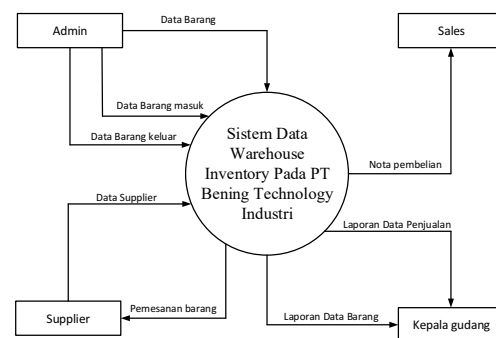 Admin
Data Barang
Sales
Data Barang masuk
Data Barang keluar
Sistem Data
Warehouse
Inventory Pada PT
Bening Technology
Industri
Nota pembelian
Data Supplier
Laporan Data Penjualan
Supplier
Pemesanan barang
Laporan Data Barang
Kepala gudang